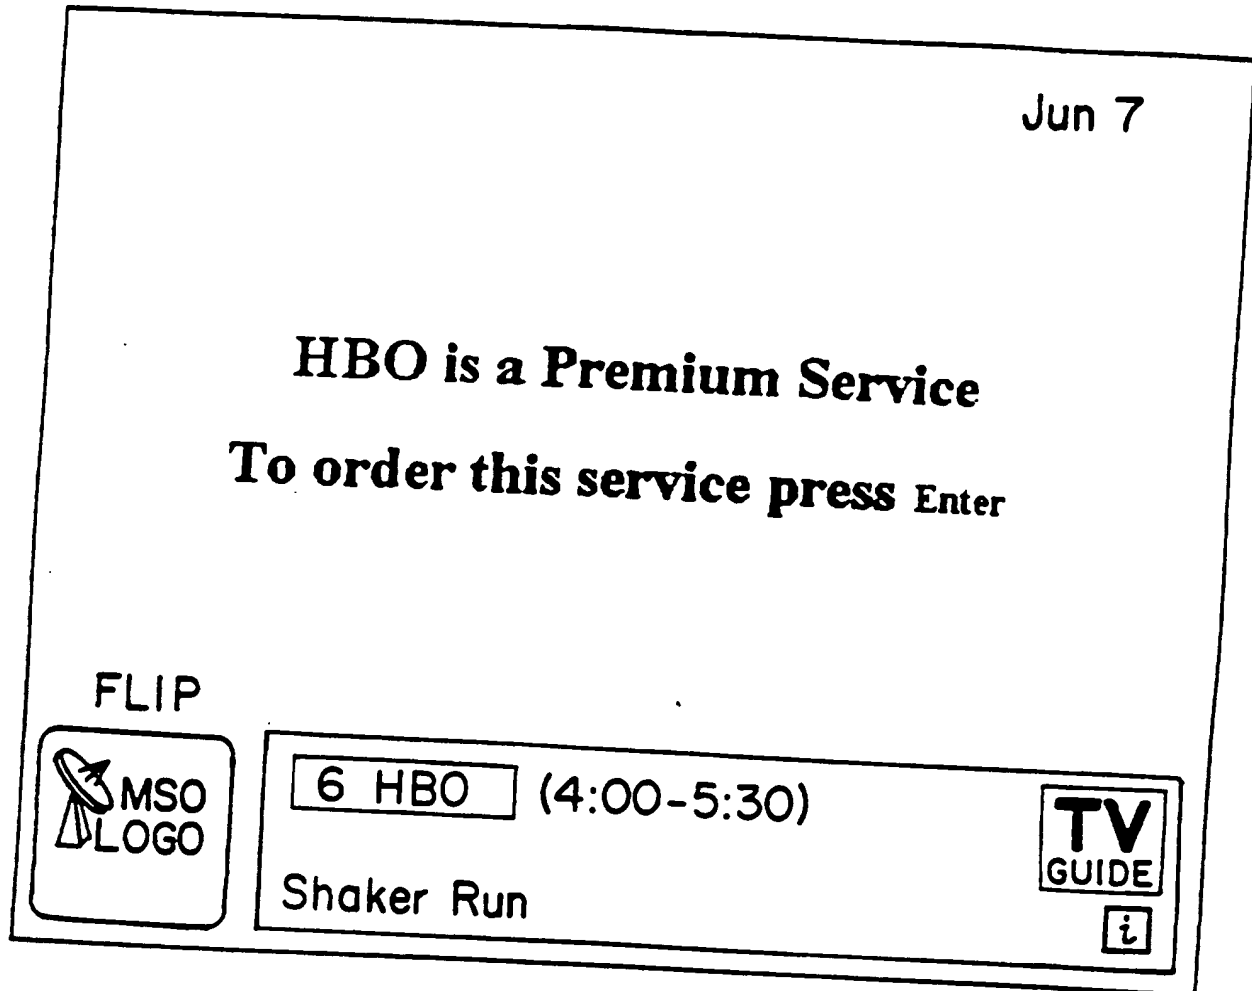 Jun 7
HBO is a Premium Service
To order this service press Enter
FLIP
MSO
LOGO
6 HBO (4:00-5:30)
Shaker Run
TV
GUIDE
i